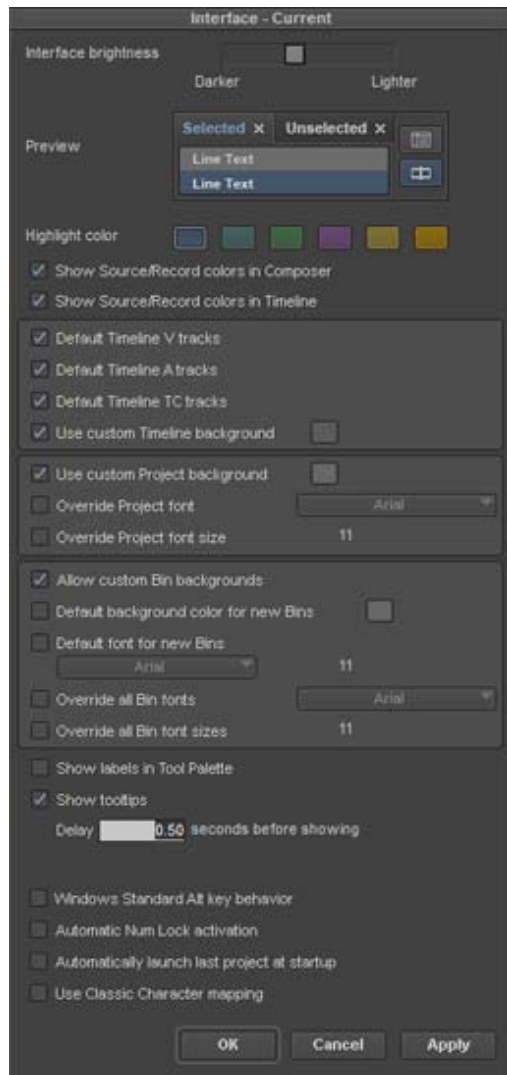 Interface - Current
Interface brightness
Darker Lighter
Preview
Selected x Unselected x
Line Text
Line Text
Highlight color
Show Source/Record colors in Composer
Show Source/Record colors in Timeline
Default Timeline V tracks
Default Timeline A tracks
Default Timeline TC tracks
Use custom Timeline background
Use custom Project background
Override Project font Arial
Override Project font size 11
Allow custom Bin backgrounds
Default background color for new Bins
Default font for new Bins
Arial 11
Override all Bin fonts Arial
Override all Bin font sizes 11
Show labels in Tool Palette
Show tooltips
Delay 0.50 seconds before showing
Windows Standard Alt key behavior
Automatic Num Lock activation
Automatically launch last project at startup
Use Classic Character mapping
OK Cancel Apply